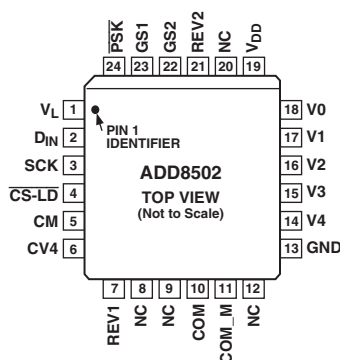 PSK GS1 GS2 REV2 NC VDD
24 23 22 21 20 19
VL 1
DIN 2
SCK 3
CS-LD 4
CM 5
CV4 6
PIN 1
IDENTIFIER
ADD8502
TOP VIEW
(Not to Scale)
18 V0
17 V1
16 V2
15 V3
14 V4
13 GND
7 8 9 10 11 12
REV1 NC NC COM COM_M NC